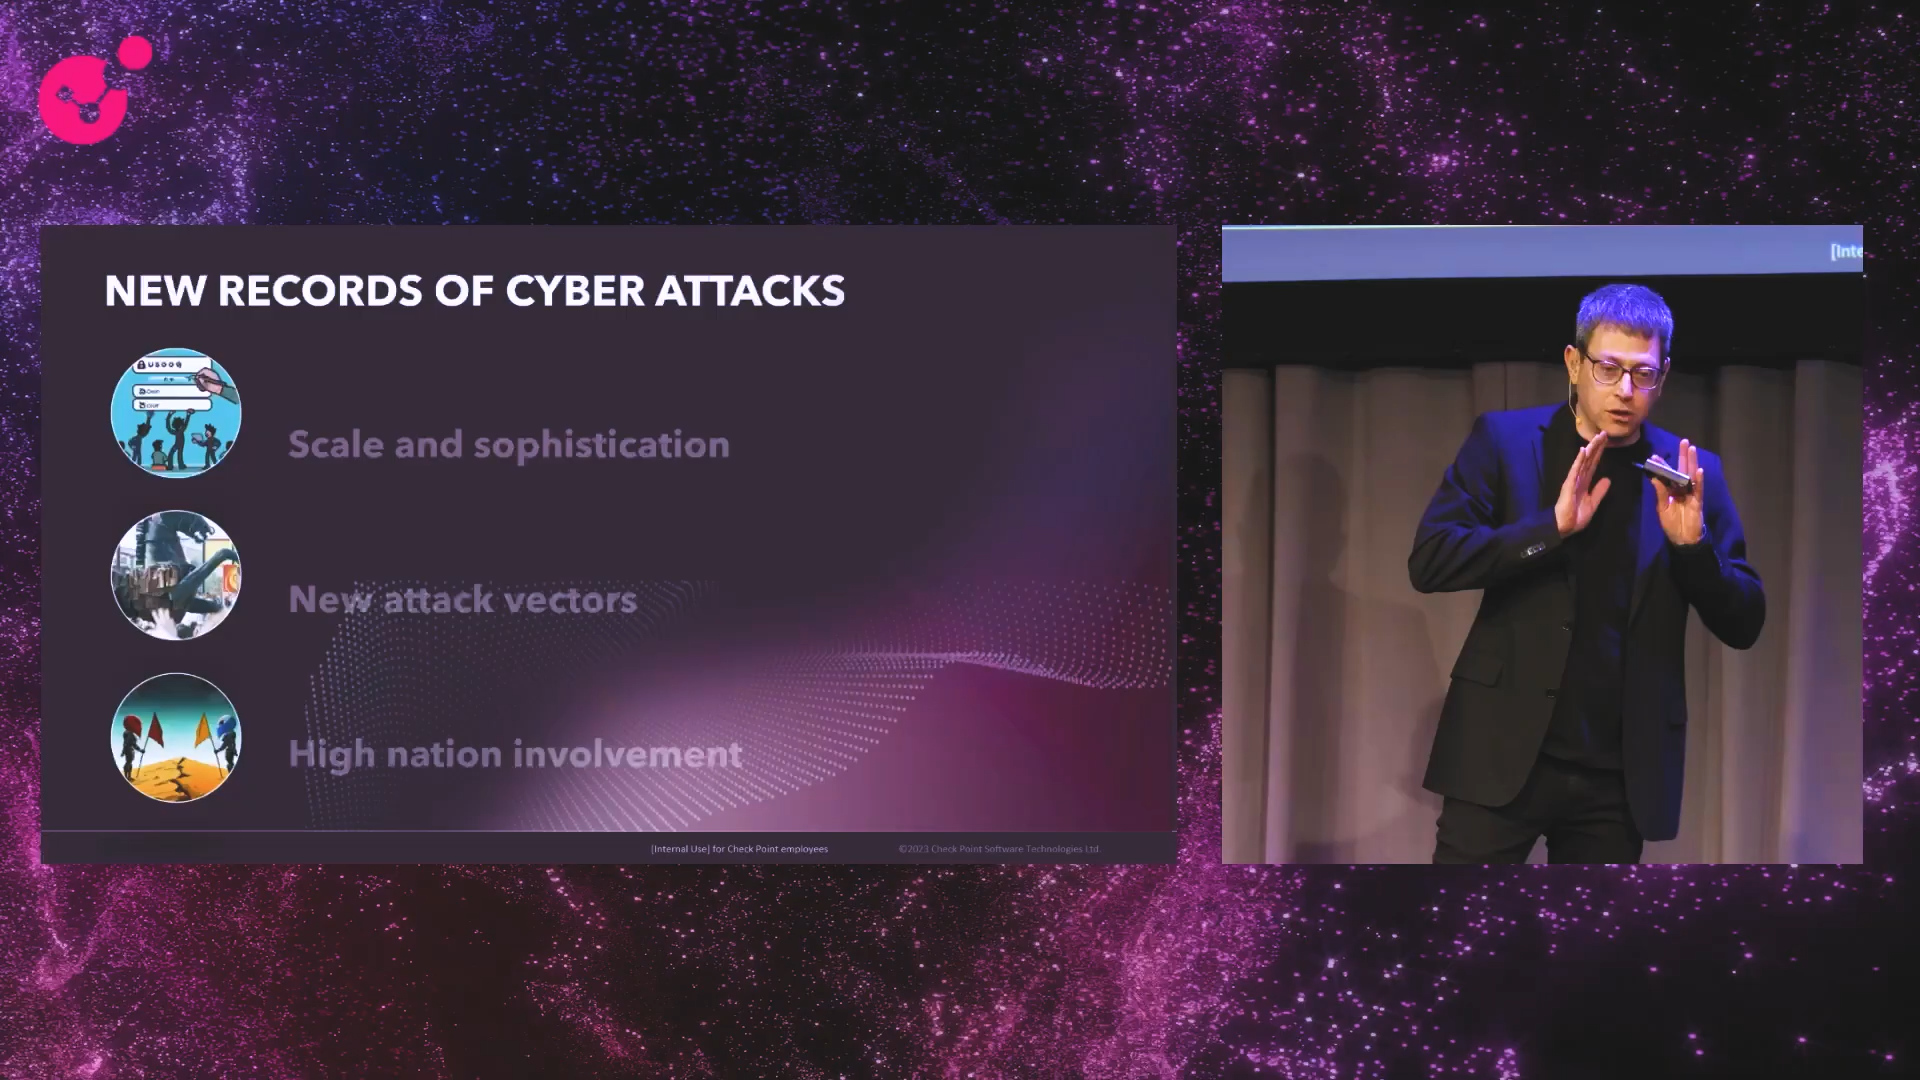 NEW RECORDS OF CYBER ATTACKS
Scale and sophistication
New attack vectors
High nation involvement
[Internal Use] for Check Point employees
©2023 Check Point Software Technologies Ltd.
[Inte